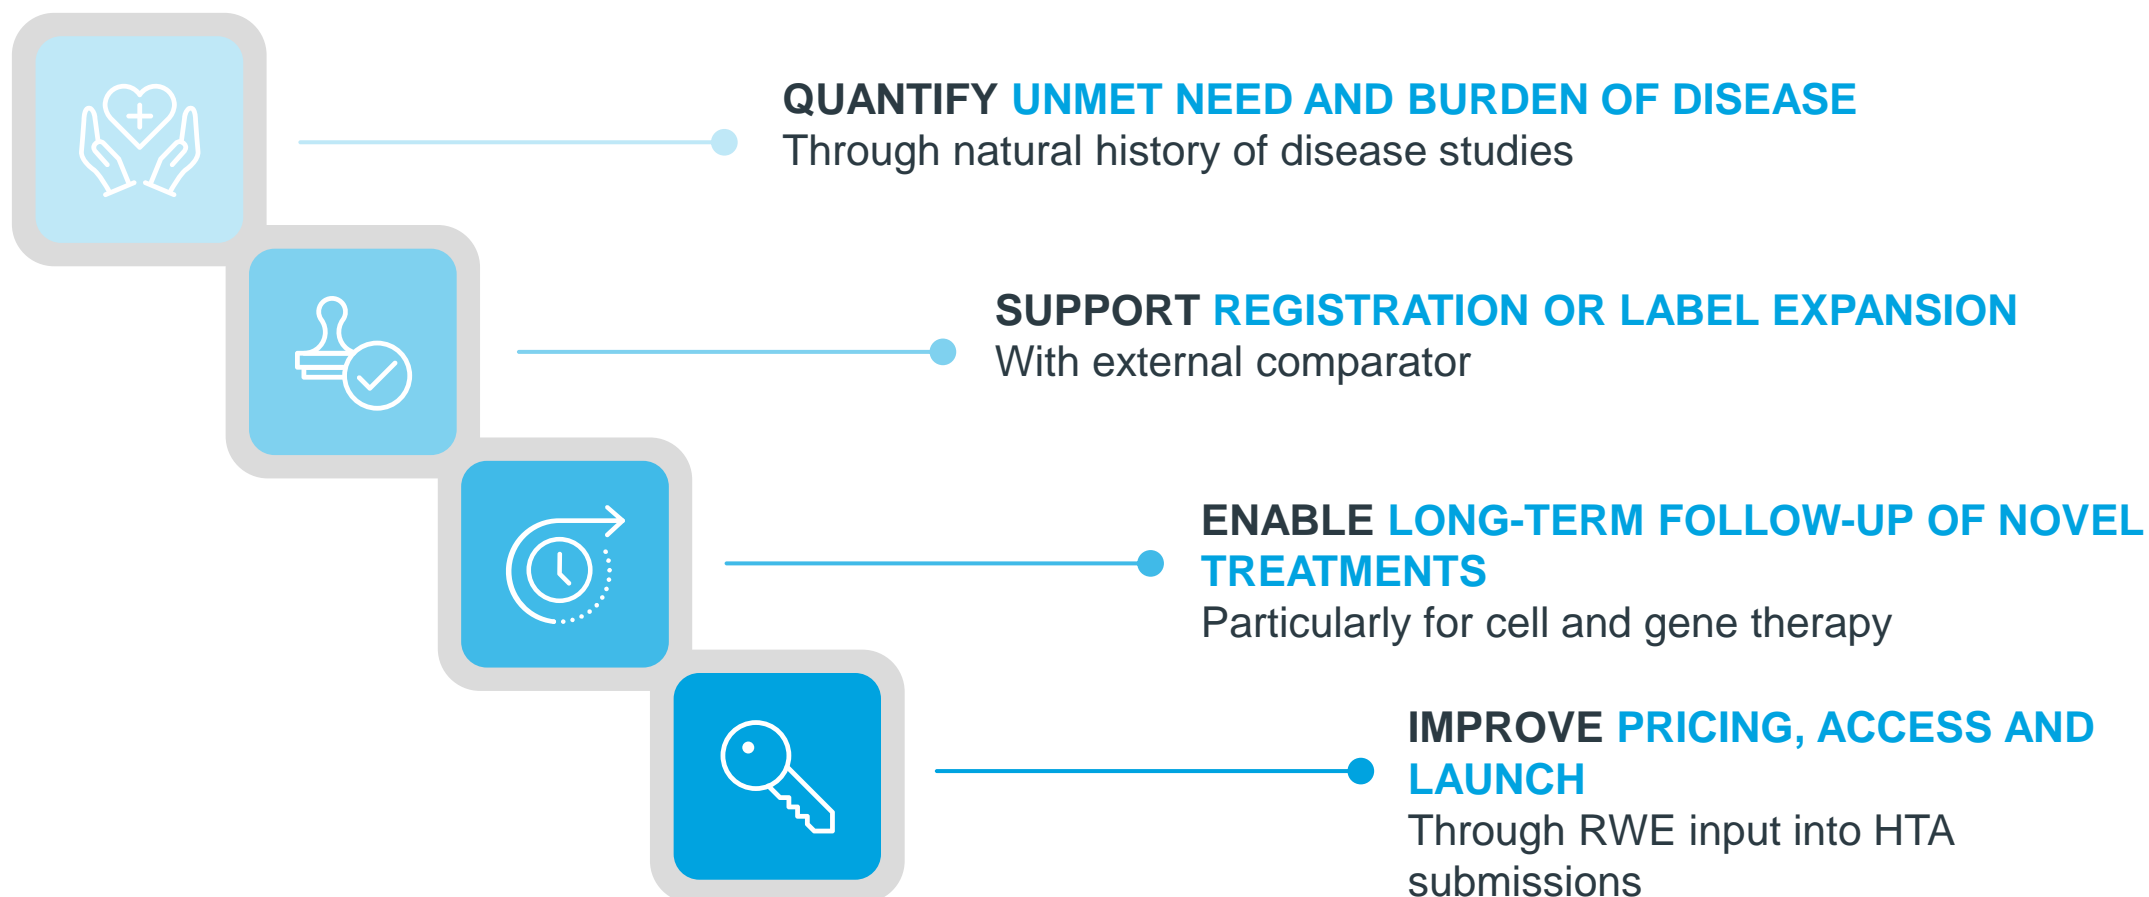 QUANTIFY UNMET NEED AND BURDEN OF DISEASE
Through natural history of disease studies
SUPPORT REGISTRATION OR LABEL EXPANSION
With external comparator
ENABLE LONG-TERM FOLLOW-UP OF NOVEL
TREATMENTS
Particularly for cell and gene therapy
IMPROVE PRICING, ACCESS AND
LAUNCH
Through RWE input into HTA
submissions